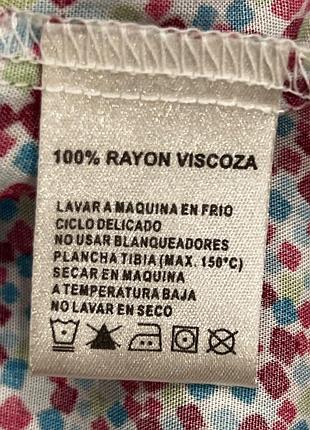 100% RAYON VISCOZA
LAVAR A MAQUINA EN FRIO
CICLO DELICADO
NO USAR BLANQUEADORES
PLANCHA TIBIA (MAX. 150°C)
SECAR EN MAQUINA
A TEMPERATURA BAJA
NO LAVAR EN SECO